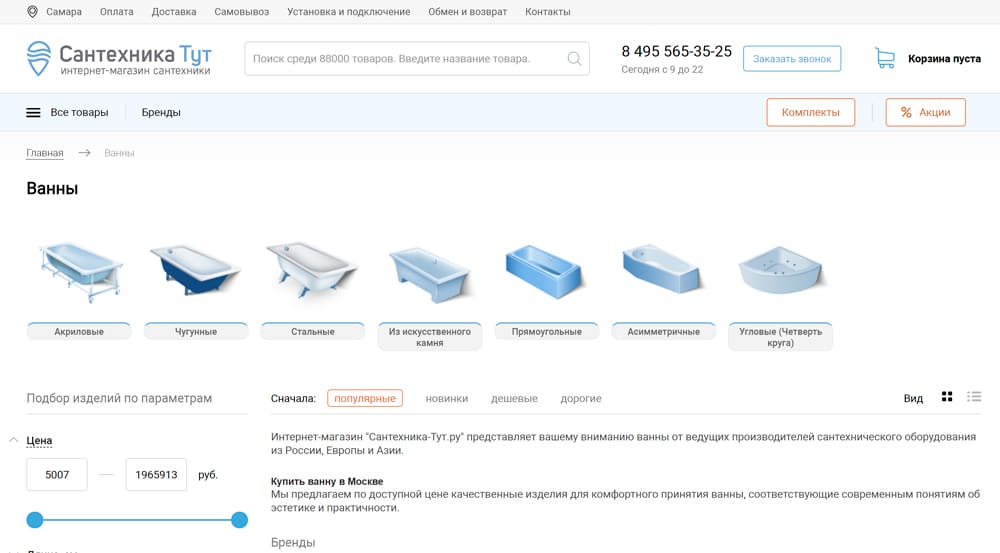 Самара Оплата Доставка Самовывоз Установка и подключение Обмен и возврат Контакты
Сантехника Тут
интернет-магазин сантехники
Поиск среди 88000 товаров. Введите название товара.
8 495 565-35-25
Сегодня с 9 до 22
Заказать звонок
Корзина пуста
Все товары Бренды Комплекты % Акции
Главная → Ванны
Ванны
Акриловые
Чугунные
Стальные
Из искусственного
камня
Прямоугольные
Асимметричные
Угловые (Четверть
круга)
Подбор изделий по параметрам
Цена
5007 — 1965913 руб.
Сначала: популярные новинки дешевые дорогие Вид
Интернет-магазин "Сантехника-Тут.ру" представляет вашему вниманию ванны от ведущих производителей сантехнического оборудования
из России, Европы и Азии.
Купить ванну в Москве
Мы предлагаем по доступной цене качественные изделия для комфортного принятия ванны, соответствующие современным понятиям об
эстетике и практичности.
Бренды